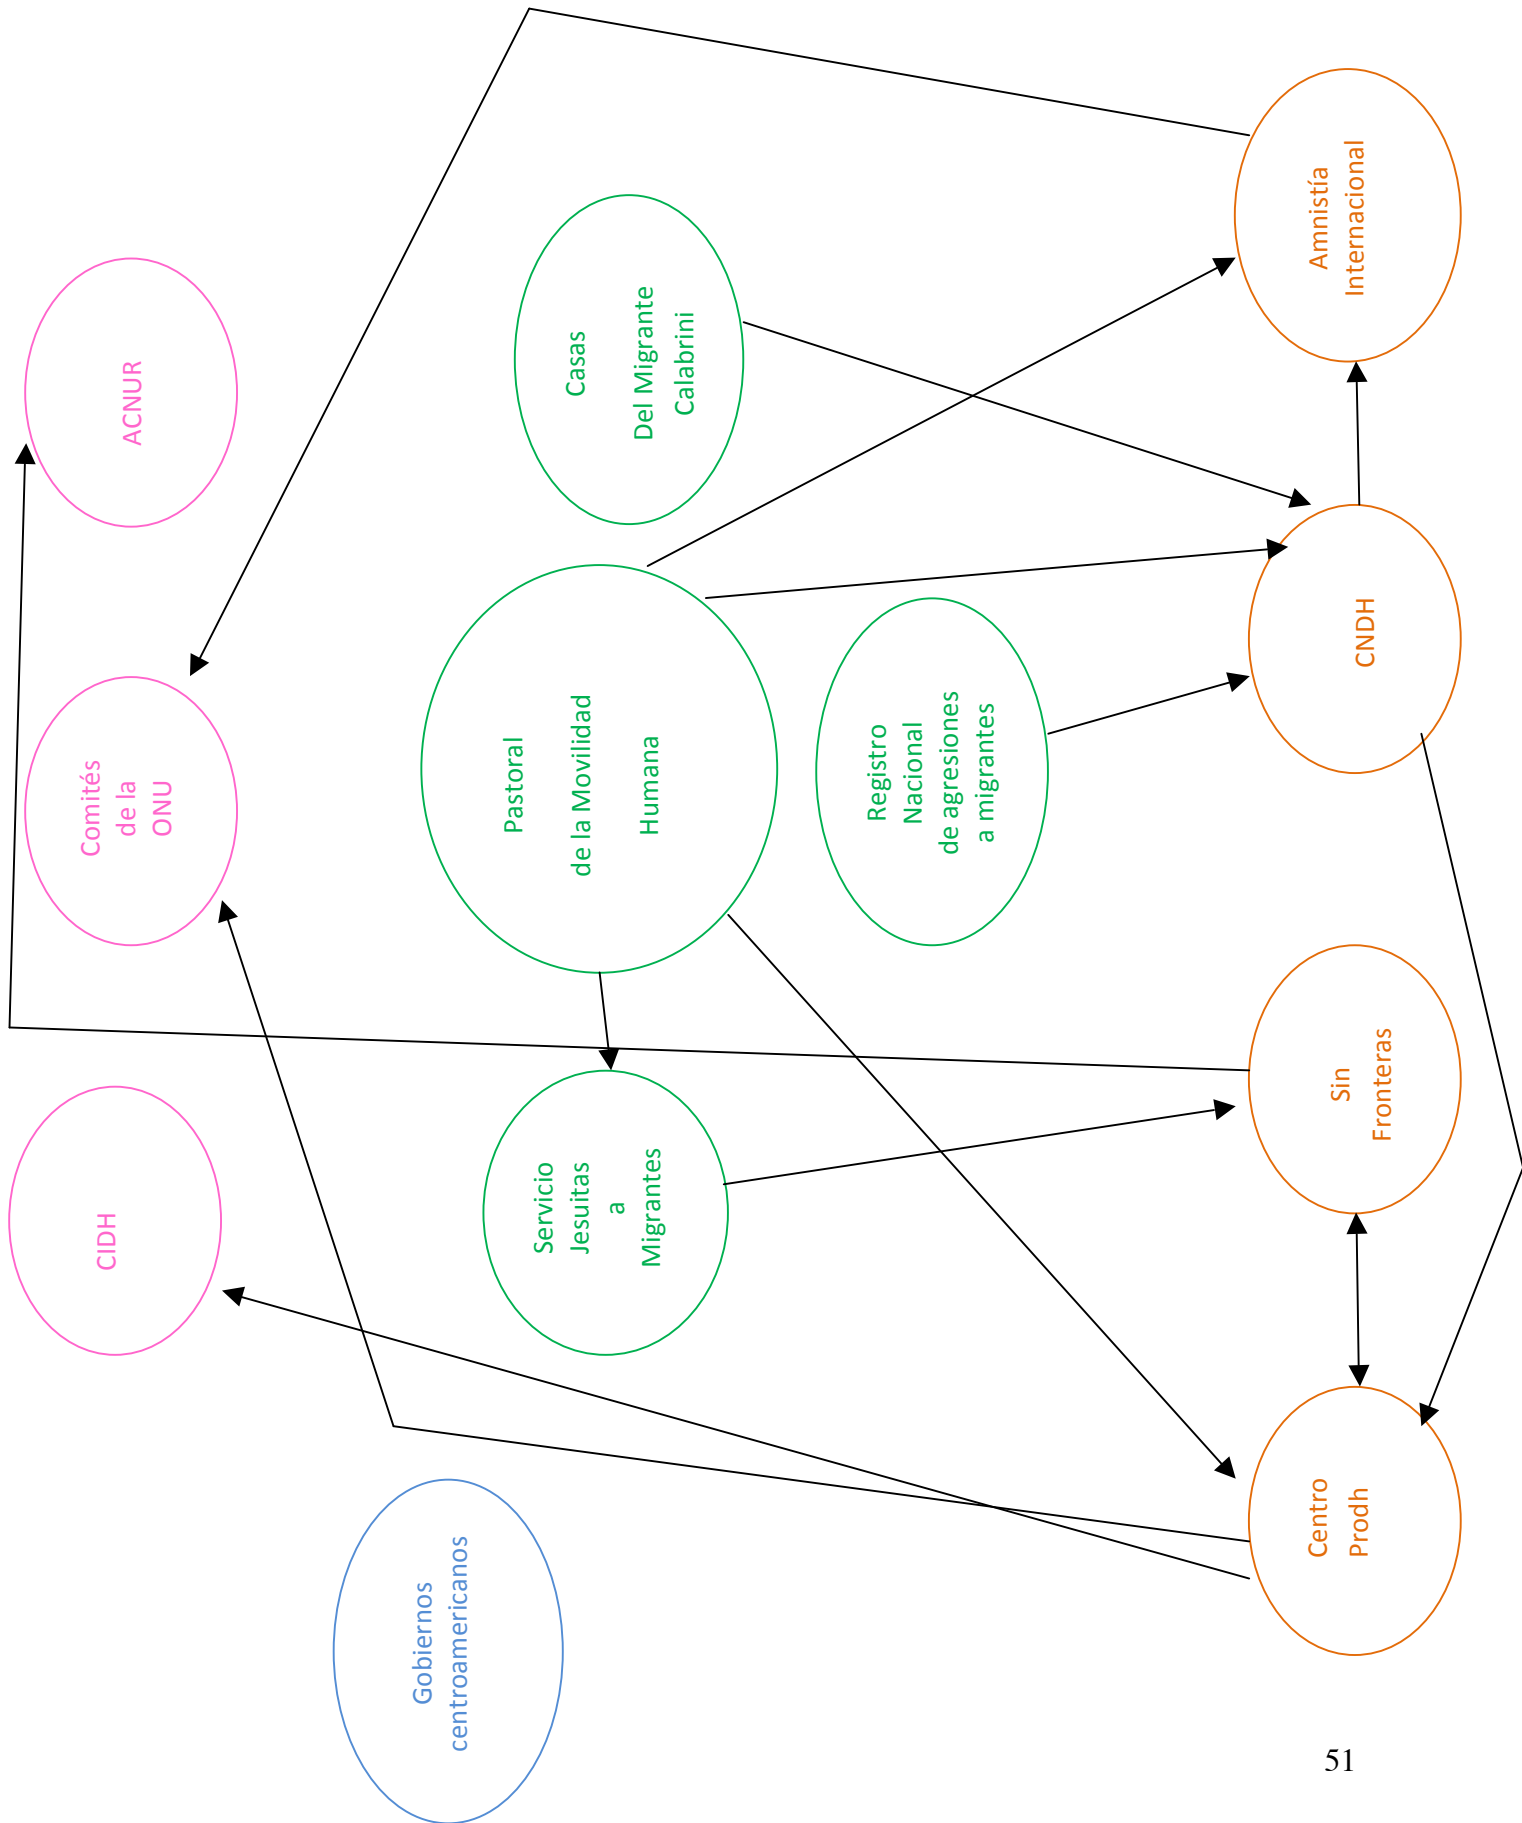 CIDH
Comités
de la
ONU
ACNUR
Gobiernos
centroamericanos
Servicio
Jesuitas
a
Migrantes
Pastoral
de la Movilidad
Humana
Casas
Del Migrante
Calabrini
Registro
Nacional
de agresiones
a migrantes
Centro
Prodh
Sin
Fronteras
CNDH
Amnistía
Internacional
51